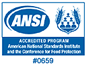 ANSI
ACCREDITED PROGRAM
American National Standards Institute
and the Conference for Food Protection
#0659